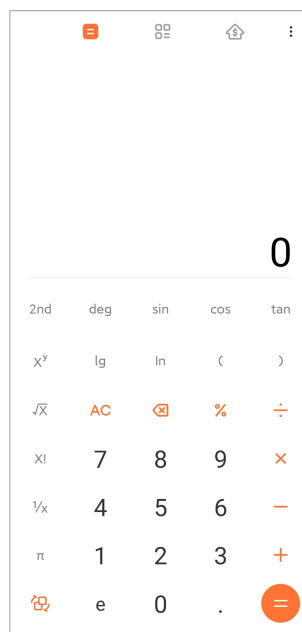 0
2nd deg sin cos tan
xʸ lg ln ( )
√x AC % ÷
X! 7 8 9 ×
¹/x 4 5 6 −
π 1 2 3 +
e 0 . =